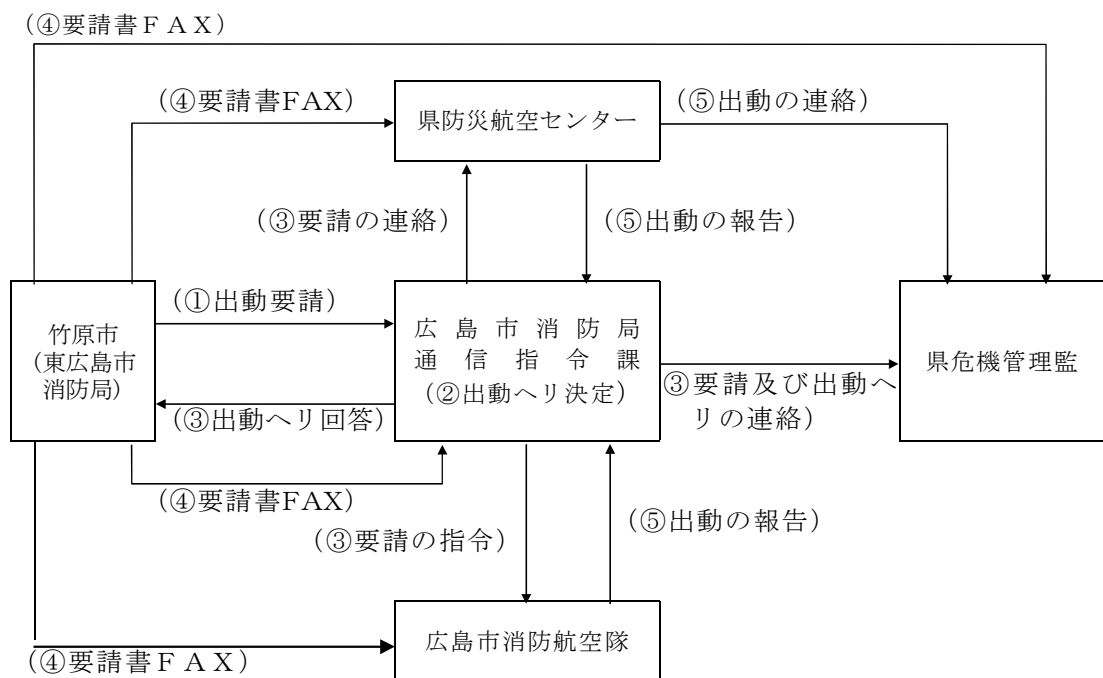 （④要請書ＦＡＸ）
（④要請書FAX）
県防災航空センター
（⑤出動の連絡）
（③要請の連絡）
（⑤出動の報告）
竹原市
（東広島市
消防局）
（①出動要請）
広島市消防局
通信指令課
（②出動ヘリ決定）
県危機管理監
（③出動ヘリ回答）
③要請及び出動ヘ
リの連絡）
（④要請書FAX）
（③要請の指令）
（⑤出動の報告）
広島市消防航空隊
（④要請書ＦＡＸ）